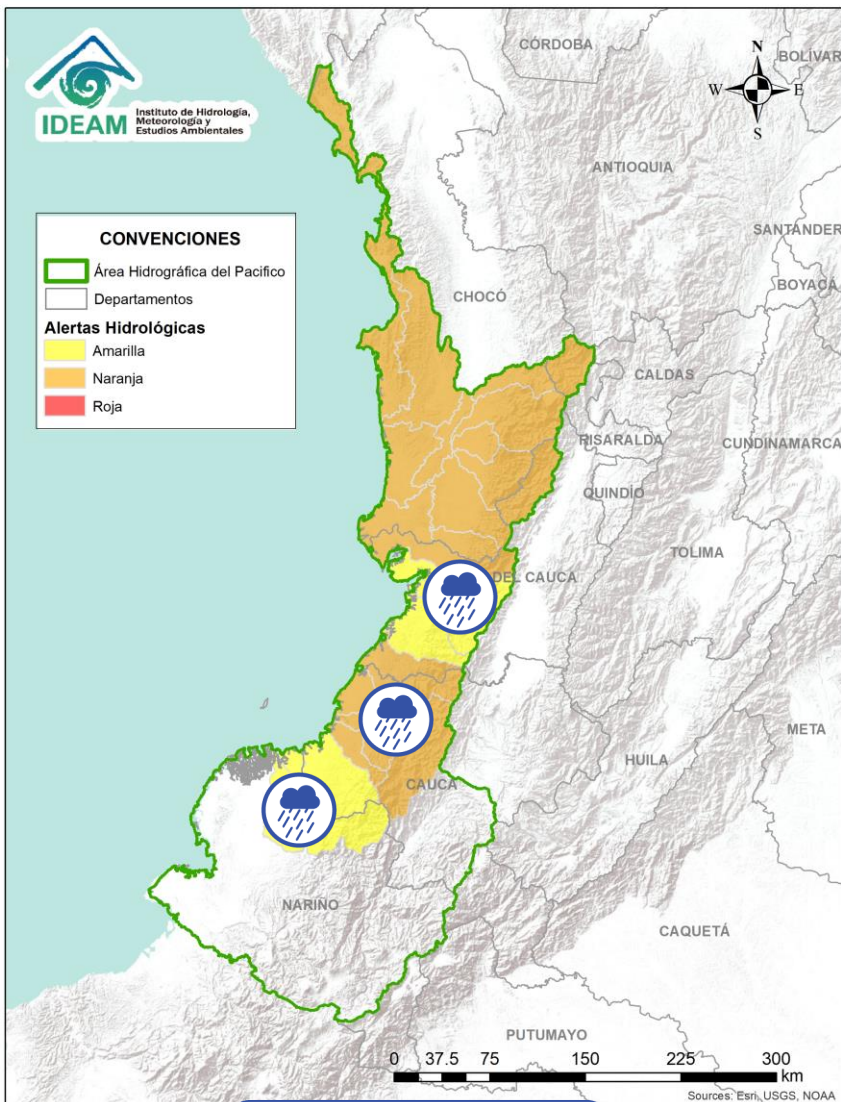 IDEAM
Instituto de Hidrología,
Meteorología y
Estudios Ambientales
CÓRDOBA
BOLÍVAR
N
W
E
S
ANTIOQUIA
SANTANDER
BOYACÁ
CONVENCIONES
Área Hidrográfica del Pacifico
Departamentos
Alertas Hidrológicas
Amarilla
Naranja
Roja
CHOCÓ
CALDAS
RISARALDA
CUNDINAMARCA
QUINDÍO
TOLIMA
DEL CAUCA
META
HUILA
CAUCA
NARIÑO
CAQUETÁ
PUTUMAYO
0 37.5 75 150 225 300
km
Sources: Esri, USGS, NOAA